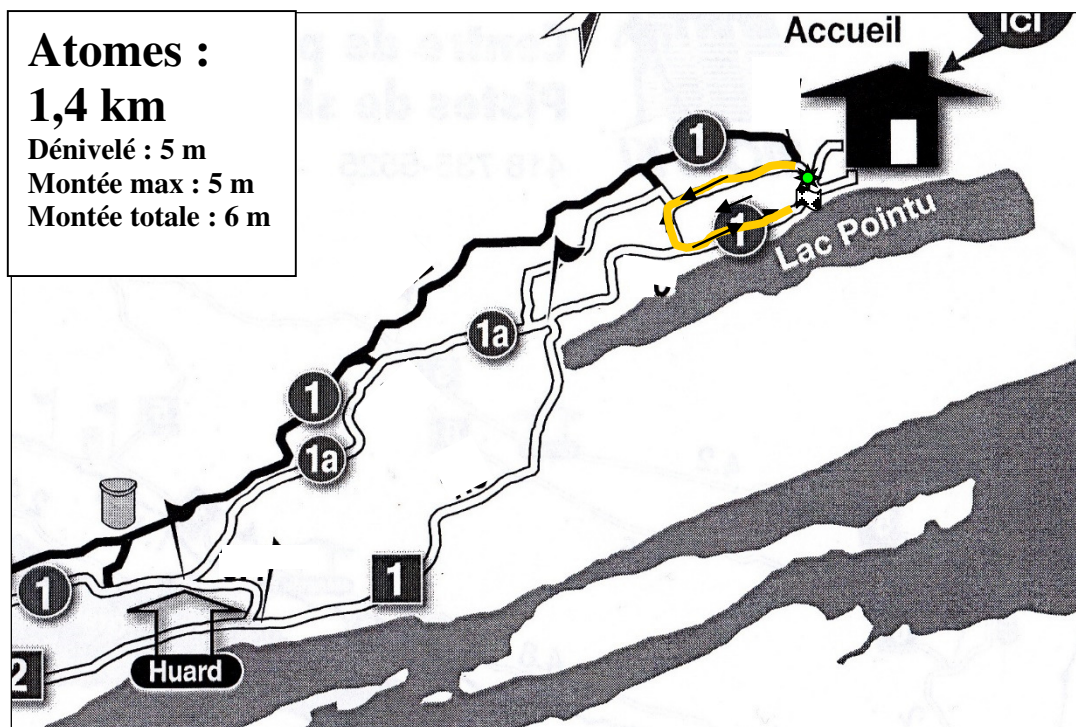 Atomes :
1,4 km
Dénivelé : 5 m
Montée max : 5 m
Montée totale : 6 m
Accueil
ici
1
1
Lac Pointu
1a
1
1a
1
1
2
Huard